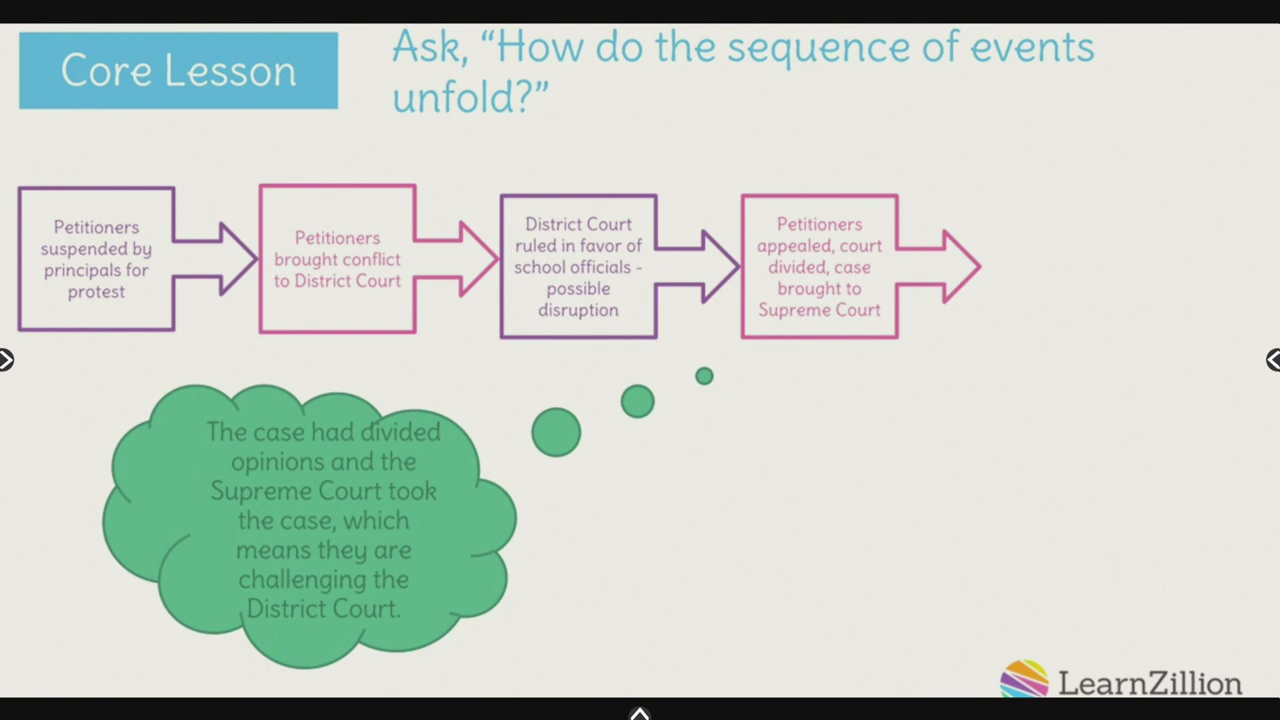 Core Lesson
Ask, “How do the sequence of events
unfold?”
Petitioners
suspended by
principals for
protest
Petitioners
brought conflict
to District Court
District Court
ruled in favor of
school officials -
possible
disruption
Petitioners
appealed, court
divided, case
brought to
Supreme Court
The case had divided
opinions and the
Supreme Court took
the case, which
means they are
challenging the
District Court.
LearnZillion